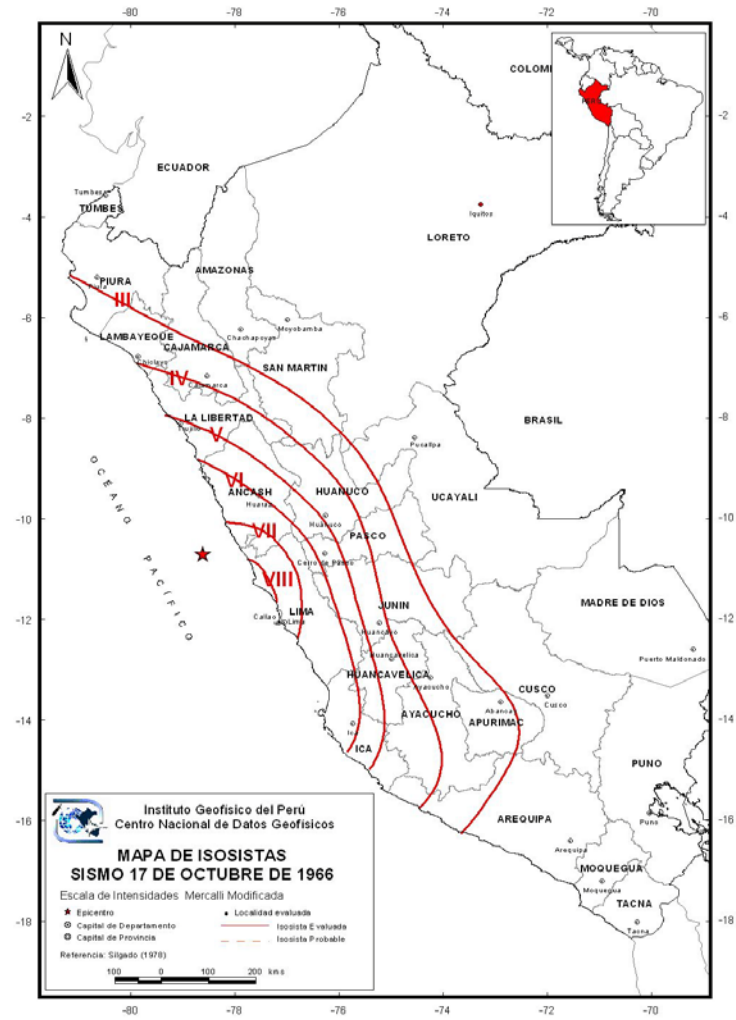 -80 -78 -76 -74 -72 -70
N
COLOMI
PERU
-2 -2
ECUADOR
Tumbes
TUMBES
-4 -4
Iquitos
LORETO
AMAZONAS
PIURA
Piura
III
-6 -6
Moyobamba
LAMBAYEQUE
Chachapoyas
CAJAMARCA
Chiclayo
SAN MARTIN
IV
Cajamarca
-8 -8
LA LIBERTAD
BRASIL
Trujillo
V
Pucallpa
OCEANO PACÍFICO
VI
ANCASH
HUANUCO
UCAYALI
Huaraz
-10 -10
Huánuco
VII
PASCO
Cerro de Pasco
VIII
MADRE DE DIOS
JUNIN
-12 -12
LIMA
Callao
Lima
Huancayo
Puerto Maldonado
Huancavelica
HUANCAVELICA
Ayacucho
CUSCO
Cusco
Abanca
-14 -14
AYACUCHO
APURIMAC
Ica
ICA
PUNO
-16 -16
AREQUIPA
Puno
Arequipa
MOQUEGUA
Moquegua
TACNA
-18 -18
Tacna
Instituto Geofísico del Perú
Centro Nacional de Datos Geofísicos
MAPA DE ISOSISTAS
SISMO 17 DE OCTUBRE DE 1966
Escala de Intensidades Mercalli Modificada
Epicentro
Localidad evaluada
Capital de Departamento
Isosista Evaluada
Capital de Provincia
Isosista Probable
Referencia: Silgado (1978)
100 0 100 200 kms
-80 -78 -76 -74 -72 -70